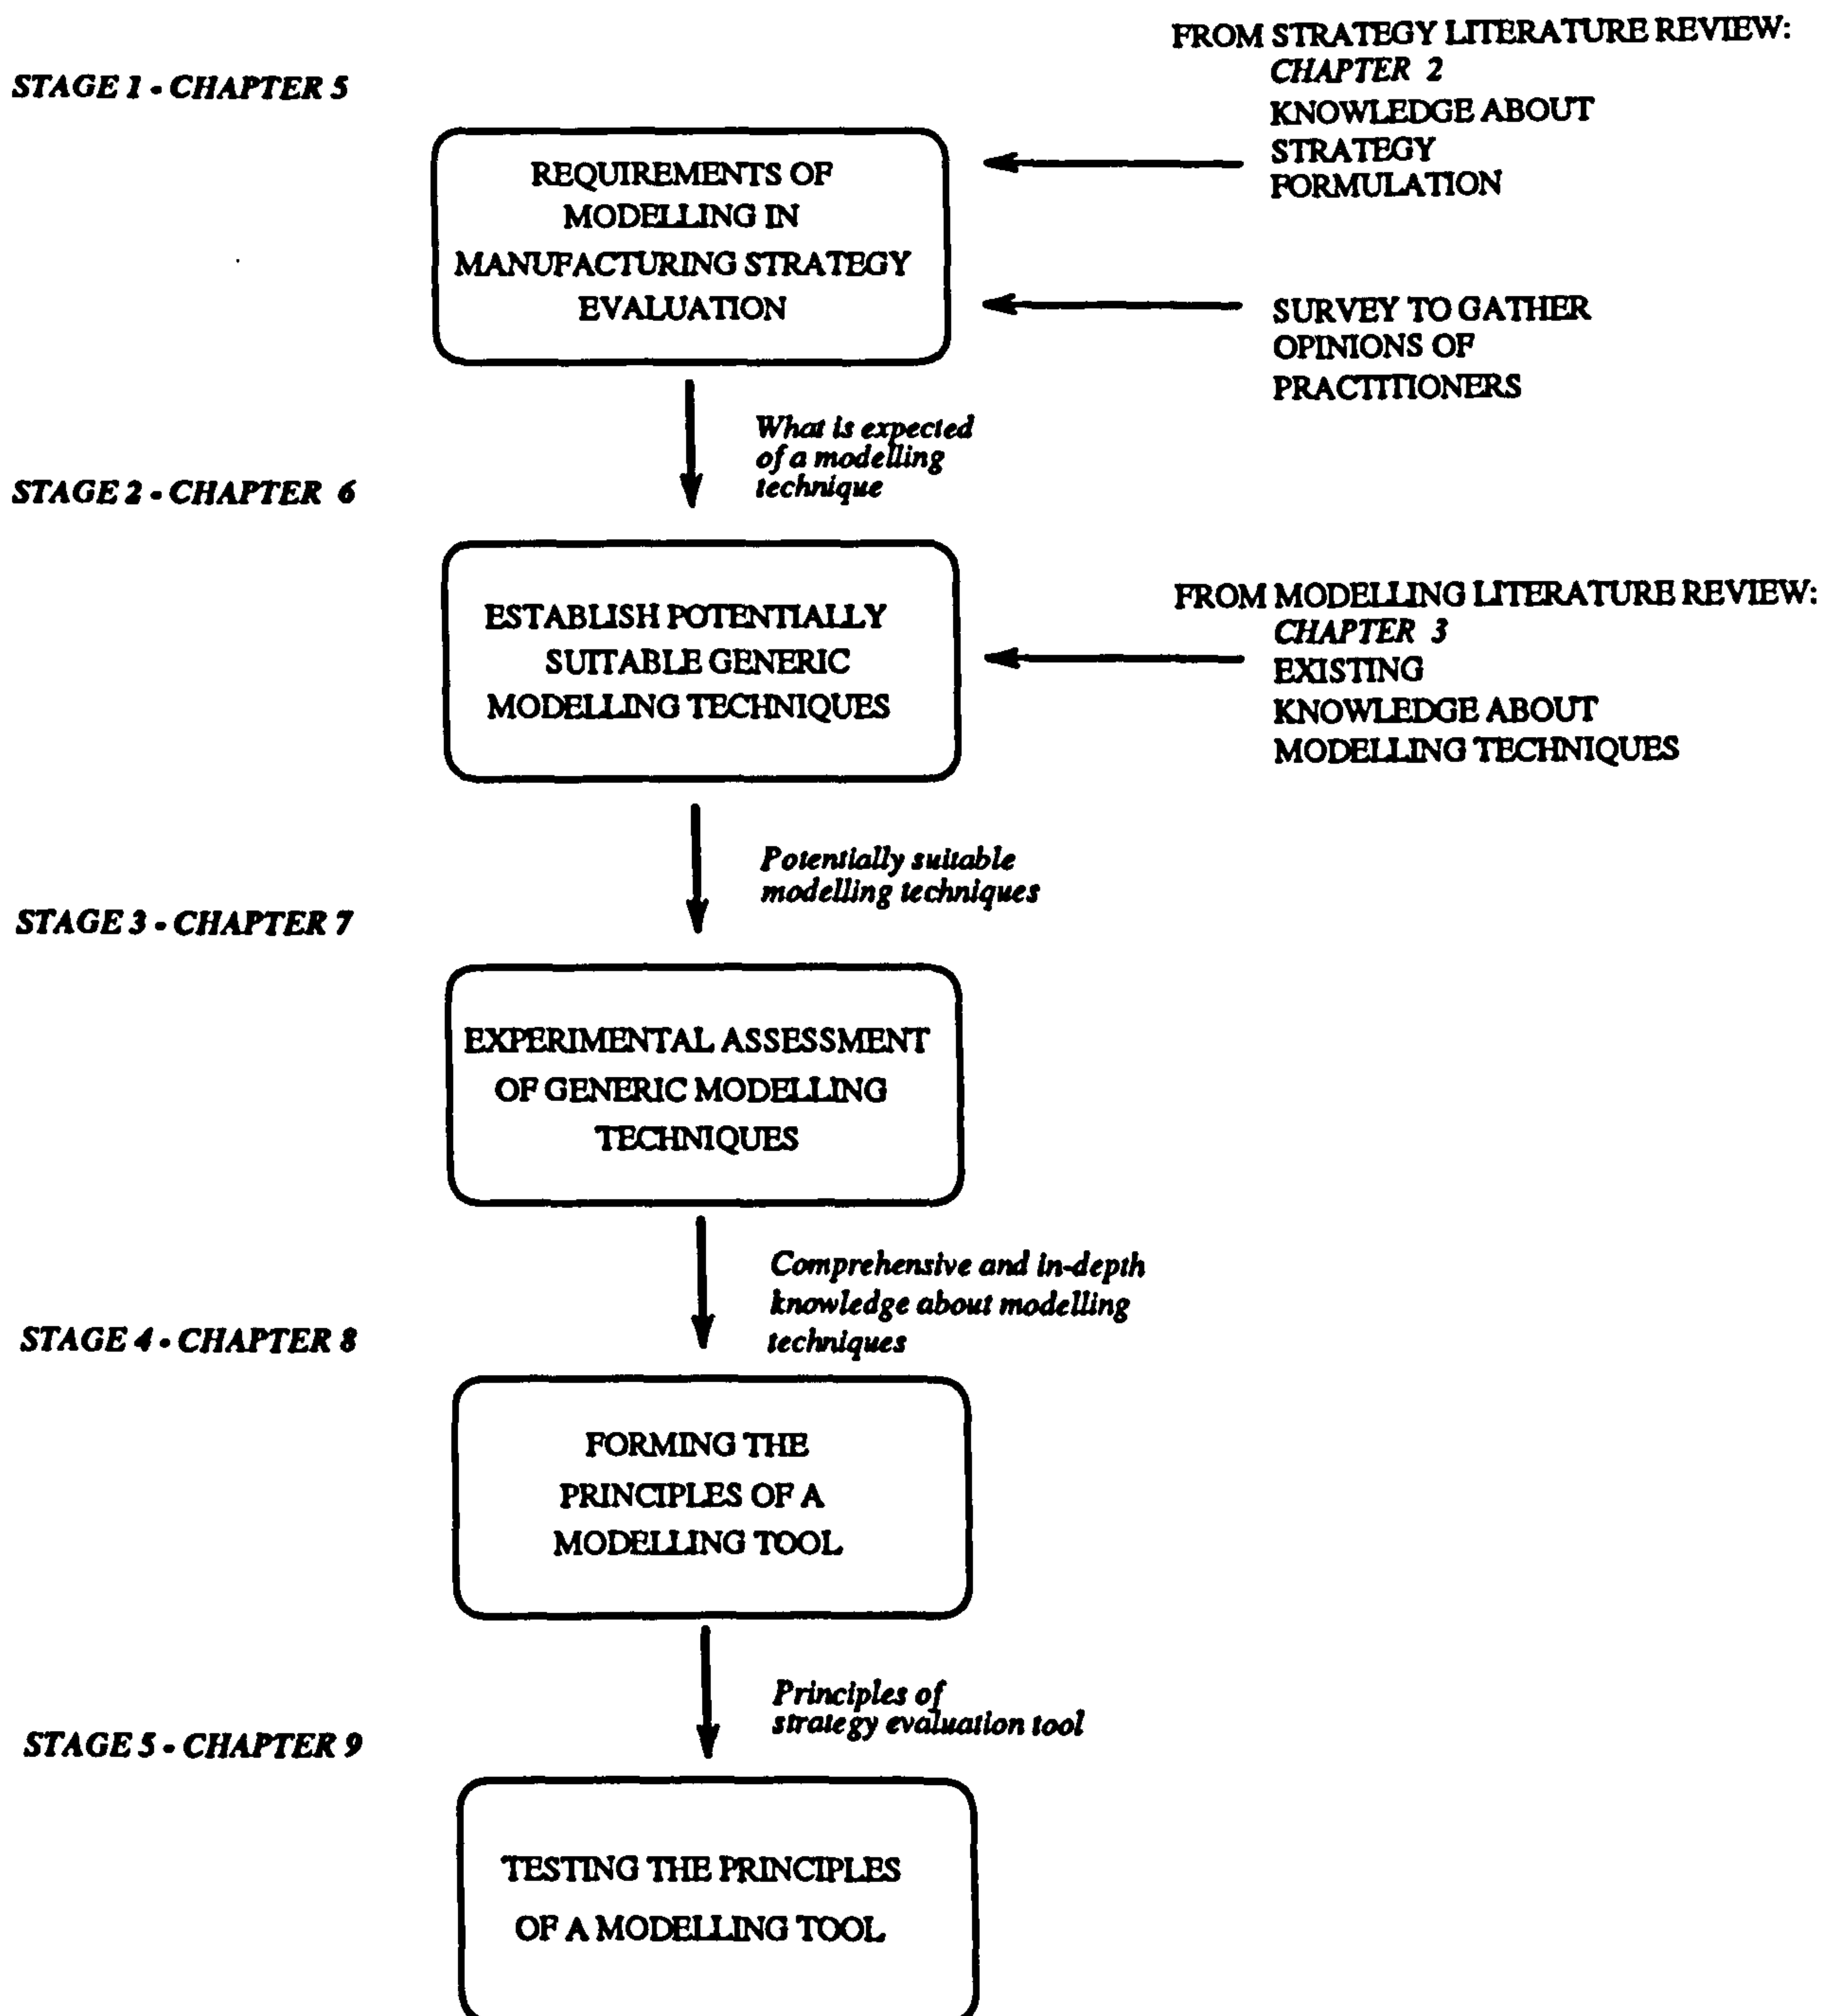 FROM STRATEGY LITERATURE REVIEW:
CHAPTER 2
STAGE 1 - CHAPTER 5
KNOWLEDGE ABOUT
STRATEGY
FORMULATION
REQUIREMENTS OF
MODELLING IN
MANUFACTURING STRATEGY
EVALUATION
SURVEY TO GATHER
OPINIONS OF
PRACTITIONERS
What is expected
of a modelling
technique
STAGE 2 - CHAPTER 6
ESTABLISH POTENTIALLY
SUITABLE GENERIC
MODELLING TECHNIQUES
FROM MODELLING LITERATURE REVIEW:
CHAPTER 3
EXISTING
KNOWLEDGE ABOUT
MODELLING TECHNIQUES
Potentially suitable
modelling techniques
STAGE 3 - CHAPTER 7
EXPERIMENTAL ASSESSMENT
OF GENERIC MODELLING
TECHNIQUES
Comprehensive and in-depth
knowledge about modelling
techniques
STAGE 4 - CHAPTER 8
FORMING THE
PRINCIPLES OF A
MODELLING TOOL
Principles of
strategy evaluation tool
STAGE 5 - CHAPTER 9
TESTING THE PRINCIPLES
OF A MODELLING TOOL